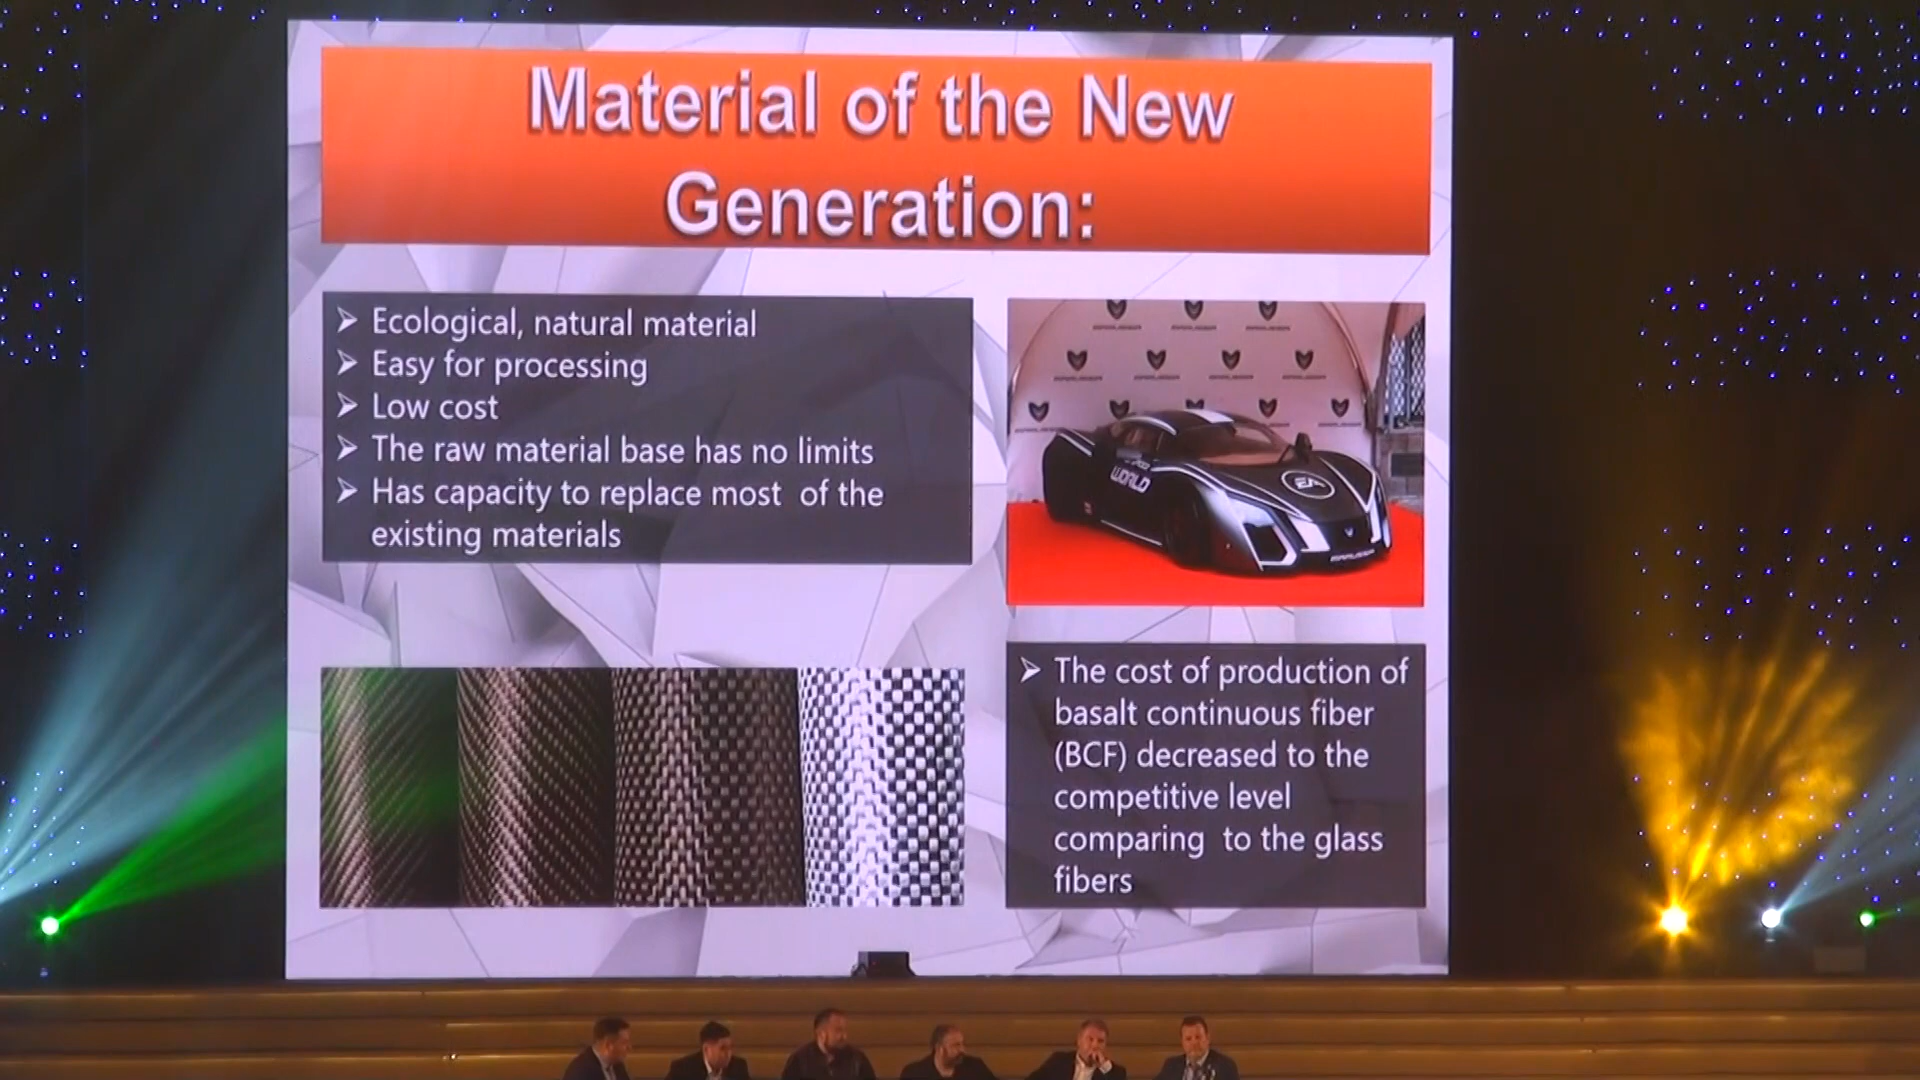 Material of the New
Generation:
➢ Ecological, natural material
➢ Easy for processing
➢ Low cost
➢ The raw material base has no limits
➢ Has capacity to replace most of the
existing materials
WORLD
EA
➢ The cost of production of
basalt continuous fiber
(BCF) decreased to the
competitive level
comparing to the glass
fibers